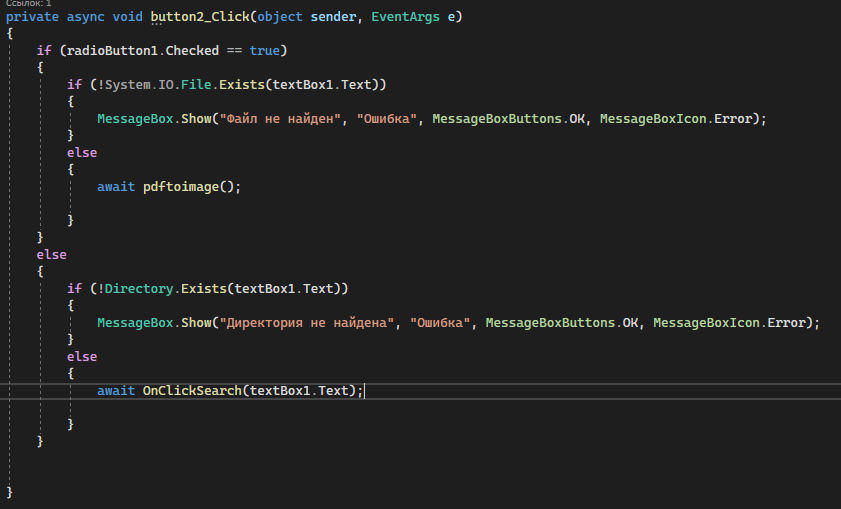 Ссылок: 1
private async void button2_Click(object sender, EventArgs e)
{
if (radioButton1.Checked == true)
{
if (!System.IO.File.Exists(textBox1.Text))
{
MessageBox.Show("Файл не найден", "Ошибка", MessageBoxButtons.OK, MessageBoxIcon.Error);
}
else
{
await pdftoimage();
}
}
else
{
if (!Directory.Exists(textBox1.Text))
{
MessageBox.Show("Директория не найдена", "Ошибка", MessageBoxButtons.OK, MessageBoxIcon.Error);
}
else
{
await OnClickSearch(textBox1.Text);
}
}
}